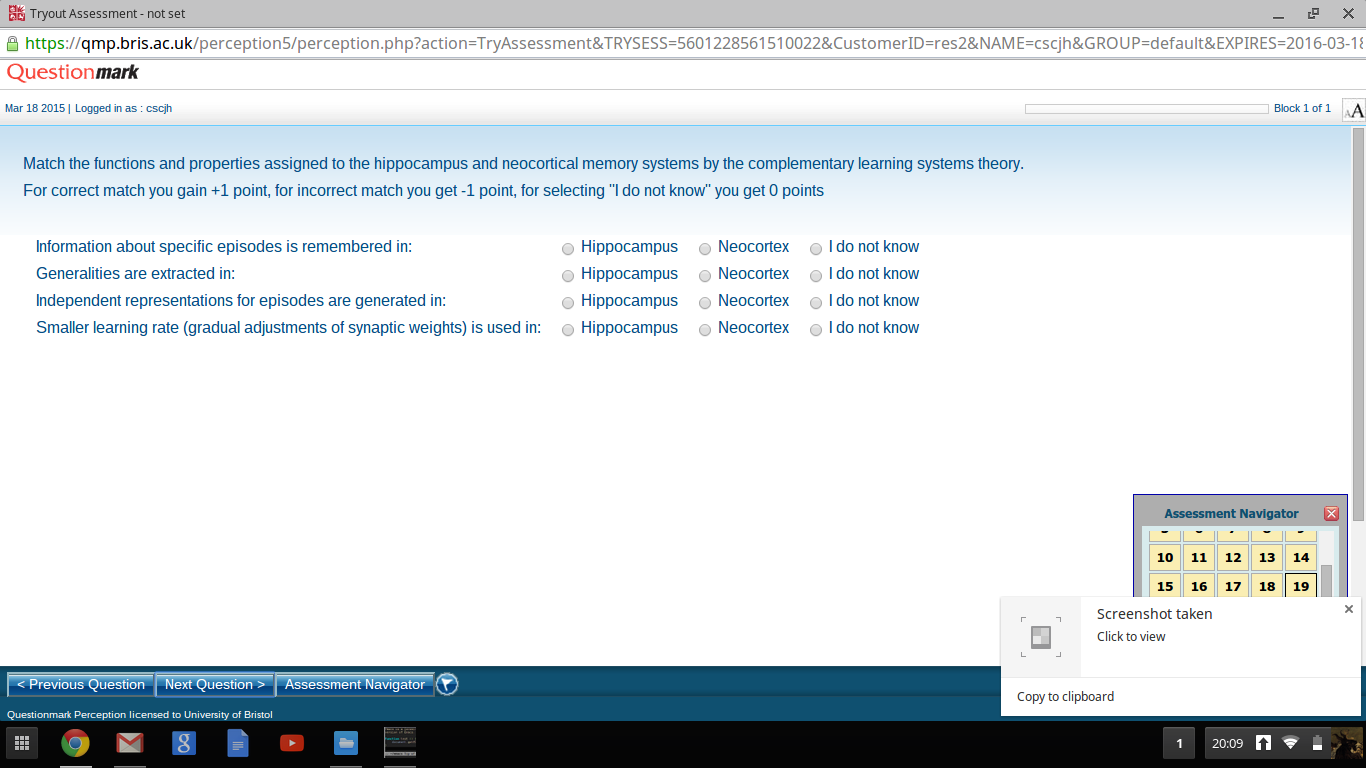 Tryout Assessment - not set
https://qmp.bris.ac.uk/perception5/perception.php?action=TryAssessment&TRYSESS=5601228561510022&CustomerID=res2&NAME=cscjh&GROUP=default&EXPIRES=2016-03-18
Questionmark
Mar 18 2015 | Logged in as : cscjh
Block 1 of 1
AA
Match the functions and properties assigned to the hippocampus and neocortical memory systems by the complementary learning systems theory.
For correct match you gain +1 point, for incorrect match you get -1 point, for selecting "I do not know" you get 0 points
Information about specific episodes is remembered in: Hippocampus Neocortex I do not know
Generalities are extracted in: Hippocampus Neocortex I do not know
Independent representations for episodes are generated in: Hippocampus Neocortex I do not know
Smaller learning rate (gradual adjustments of synaptic weights) is used in: Hippocampus Neocortex I do not know
Assessment Navigator
10 11 12 13 14
15 16 17 18 19
Screenshot taken
Click to view
Copy to clipboard
< Previous Question Next Question > Assessment Navigator
Questionmark Perception licensed to University of Bristol
8
1
20:09